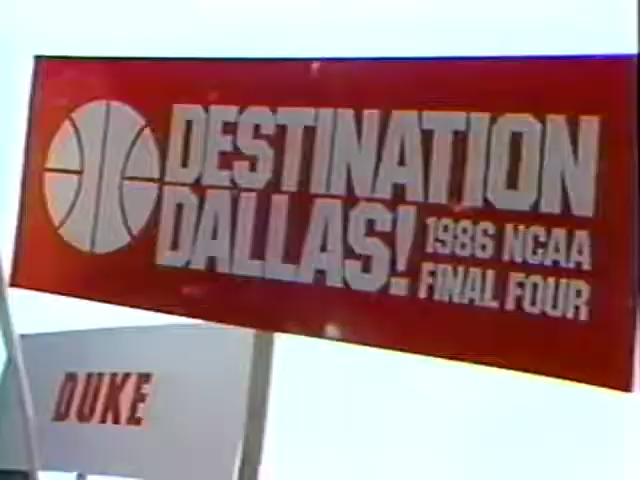 DESTINATION
DALLAS!
1986 NCAA
FINAL FOUR
DUKE